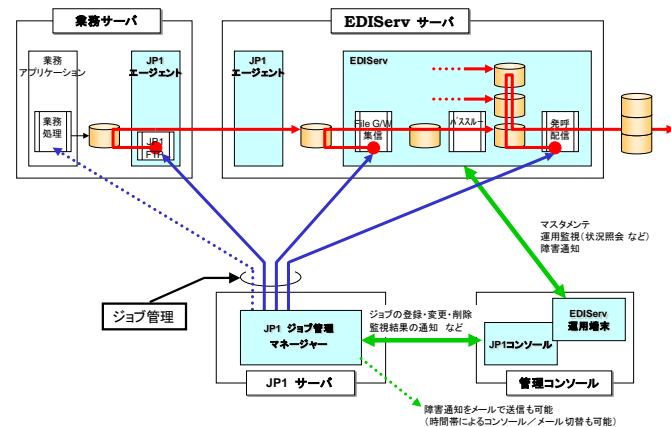 業務サーバ
EDIServ サーバ
業務
アプリケーション
JP1
エージェント
JP1
エージェント
EDIServ
業務
処理
JP1
FTP
File G/W
集信
パススルー
発呼
配信
マスタメンテ
運用監視(状況照会 など)
障害通知
ジョブ管理
ジョブの登録・変更・削除
監視結果の通知 など
JP1 ジョブ管理
マネージャー
EDIServ
運用端末
JP1コンソール
JP1 サーバ
管理コンソール
障害通知をメールで送信も可能
(時間帯によるコンソール/メール切替も可能)